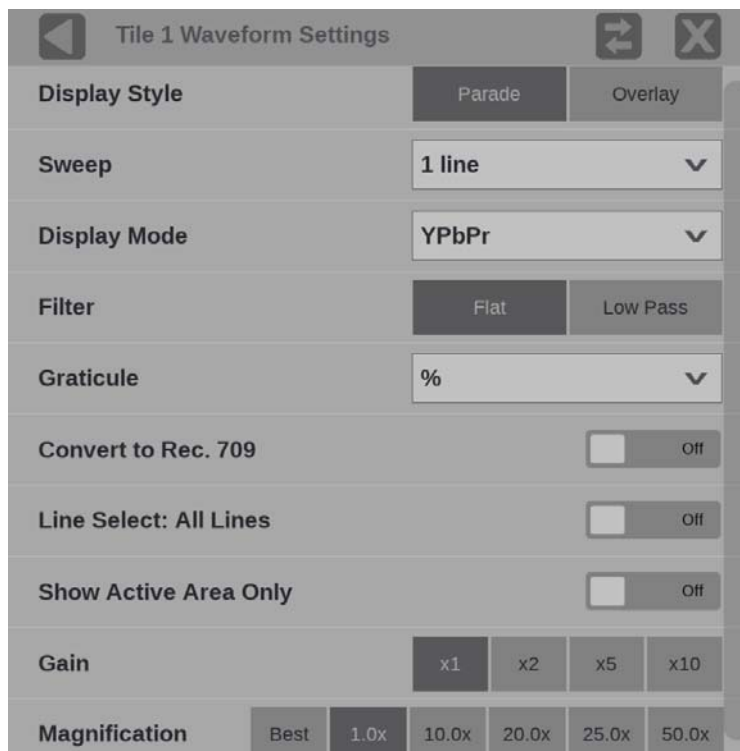 Tile 1 Waveform Settings
Display Style Parade Overlay
Sweep 1 line
Display Mode YPbPr
Filter Flat Low Pass
Graticule %
Convert to Rec. 709 Off
Line Select: All Lines Off
Show Active Area Only Off
Gain x1 x2 x5 x10
Magnification Best 1.0x 10.0x 20.0x 25.0x 50.0x